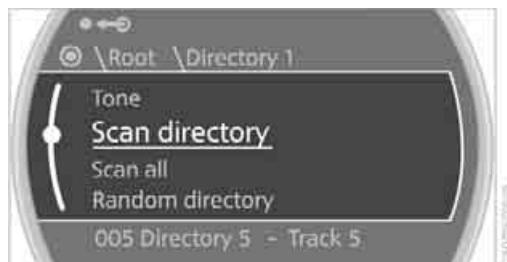 \Root \Directory 1
Tone
Scan directory
Scan all
Random directory
005 Directory 5 - Track 5